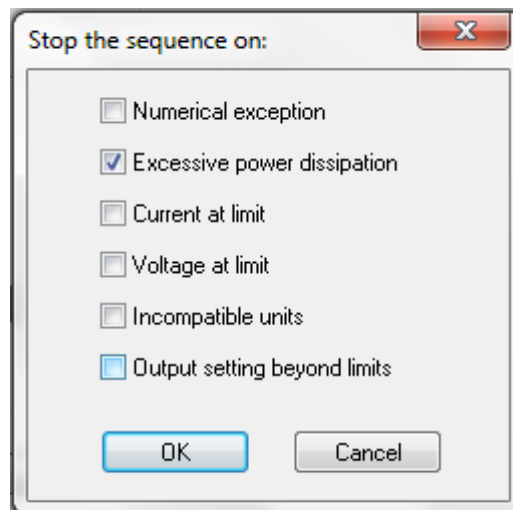 Stop the sequence on:
Numerical exception
Excessive power dissipation
Current at limit
Voltage at limit
Incompatible units
Output setting beyond limits
OK Cancel